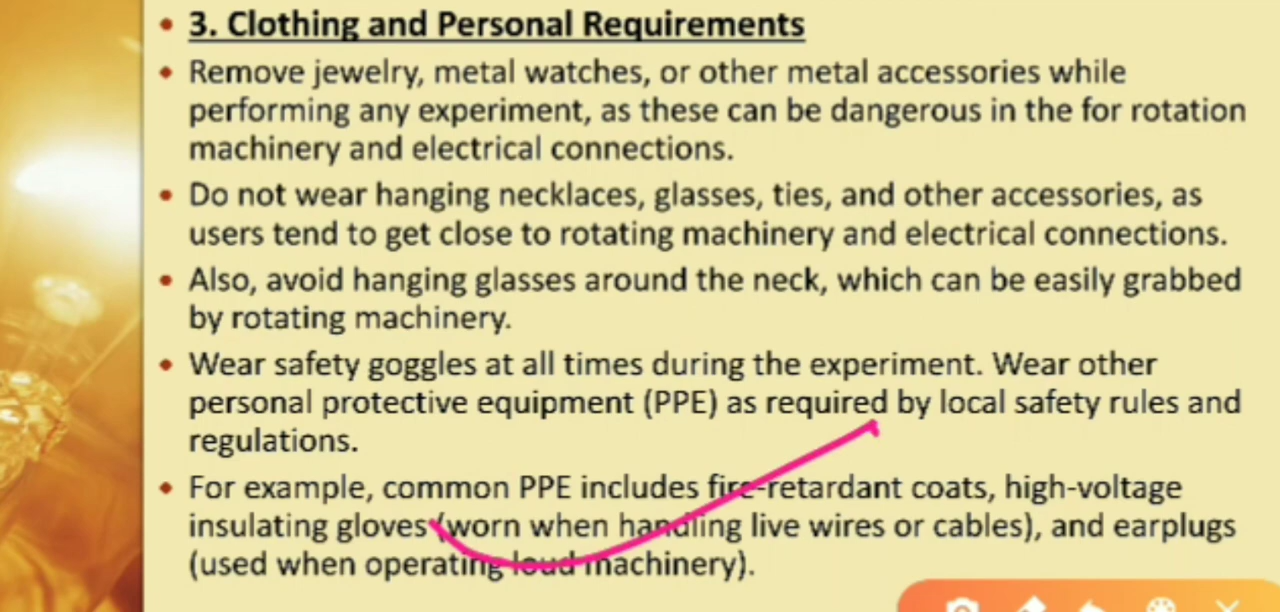 • 3. Clothing and Personal Requirements
• Remove jewelry, metal watches, or other metal accessories while
performing any experiment, as these can be dangerous in the for rotation
machinery and electrical connections.
• Do not wear hanging necklaces, glasses, ties, and other accessories, as
users tend to get close to rotating machinery and electrical connections.
• Also, avoid hanging glasses around the neck, which can be easily grabbed
by rotating machinery.
• Wear safety goggles at all times during the experiment. Wear other
personal protective equipment (PPE) as required by local safety rules and
regulations.
• For example, common PPE includes fire-retardant coats, high-voltage
insulating gloves (worn when handling live wires or cables), and earplugs
(used when operating loud machinery).